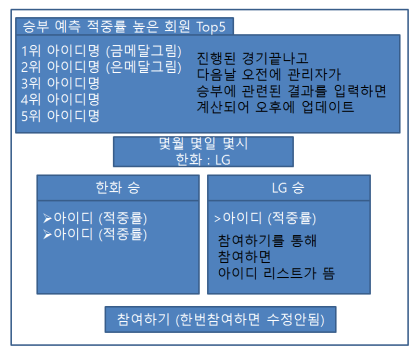 승부 예측 적중률 높은 회원 Top5
1위 아이디명 (금메달그림)
2위 아이디명 (은메달그림)
3위 아이디명
4위 아이디명
5위 아이디명
진행된 경기끝나고
다음날 오전에 관리자가
승부에 관련된 결과를 입력하면
계산되어 오후에 업데이트
몇월 몇일 몇시
한화 : LG
한화 승
➢아이디 (적중률)
➢아이디 (적중률)
LG 승
>아이디 (적중률)
참여하기를 통해
참여하면
아이디 리스트가 뜸
참여하기 (한번참여하면 수정안됨)